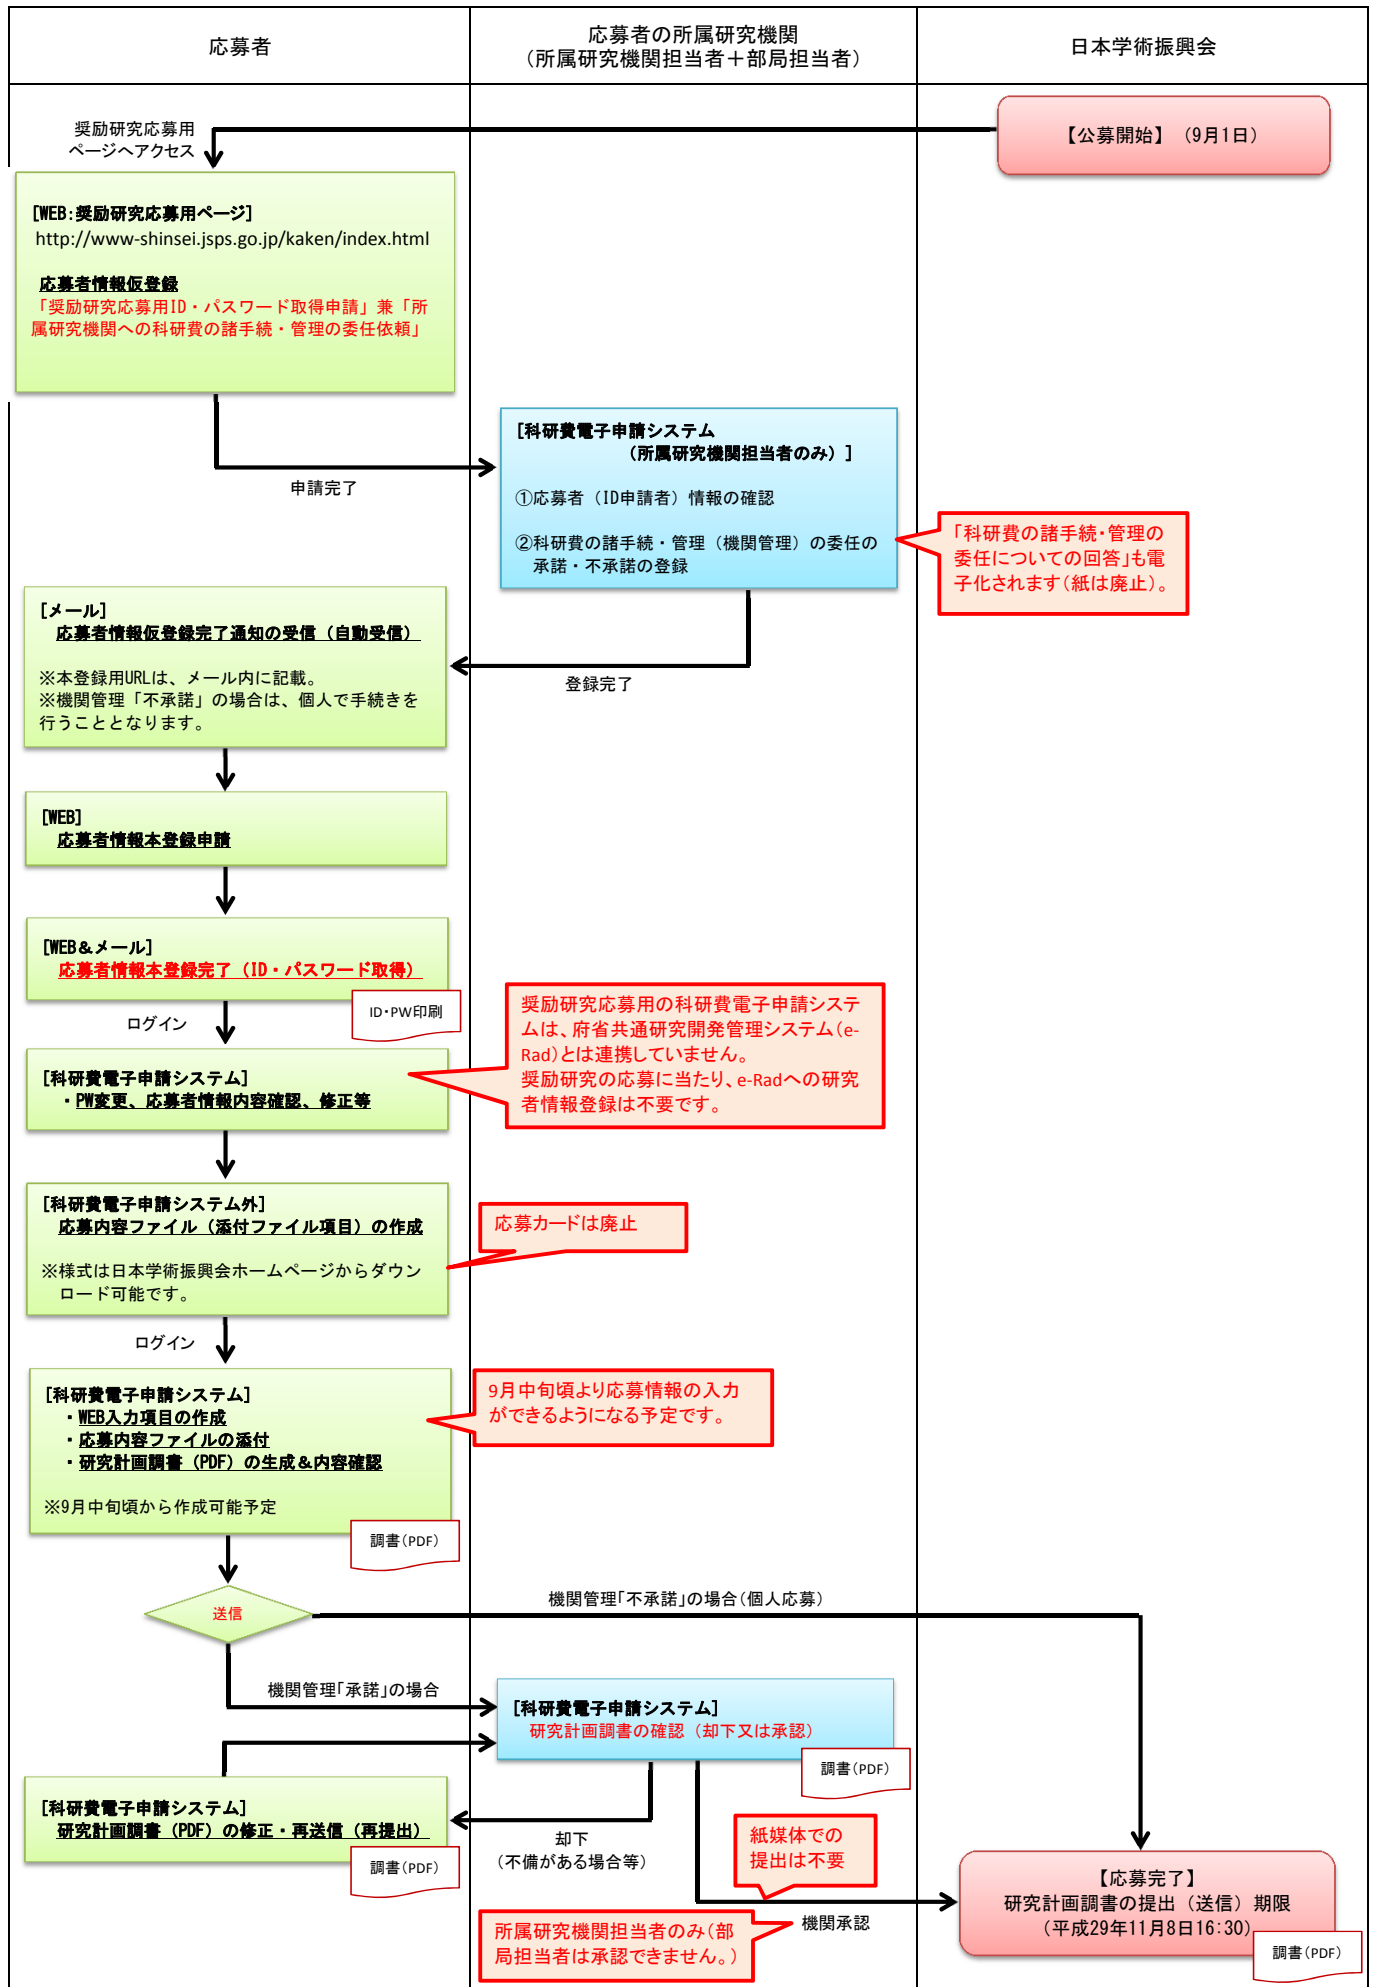 応募者
応募者の所属研究機関
(所属研究機関担当者＋部局担当者)
日本学術振興会
【公募開始】（9月1日）
奨励研究応募用
ページへアクセス
[WEB:奨励研究応募用ページ]
http://www-shinsei.jsps.go.jp/kaken/index.html
応募者情報仮登録
「奨励研究応募用ID・パスワード取得申請」兼「所
属研究機関への科研費の諸手続・管理の委任依頼」
申請完了
[科研費電子申請システム
（所属研究機関担当者のみ）]
①応募者（ID申請者）情報の確認
②科研費の諸手続・管理（機関管理）の委任の
承諾・不承諾の登録
「科研費の諸手続・管理の
委任についての回答」も電
子化されます（紙は廃止）。
[メール]
応募者情報仮登録完了通知の受信（自動受信）
※本登録用URLは、メール内に記載。
※機関管理「不承諾」の場合は、個人で手続きを
行うこととなります。
登録完了
[WEB]
応募者情報本登録申請
[WEB＆メール]
応募者情報本登録完了（ID・パスワード取得）
ID・PW印刷
ログイン
奨励研究応募用の科研費電子申請システ
ムは、府省共通研究開発管理システム（e-
Rad）とは連携していません。
奨励研究の応募に当たり、e-Radへの研究
者情報登録は不要です。
[科研費電子申請システム]
・PW変更、応募者情報内容確認、修正等
[科研費電子申請システム外]
応募内容ファイル（添付ファイル項目）の作成
※様式は日本学術振興会ホームページからダウン
ロード可能です。
応募カードは廃止
ログイン
[科研費電子申請システム]
・WEB入力項目の作成
・応募内容ファイルの添付
・研究計画調書（PDF）の生成＆内容確認
※9月中旬頃から作成可能予定
9月中旬頃より応募情報の入力
ができるようになる予定です。
調書（PDF）
送信
機関管理「不承諾」の場合（個人応募）
機関管理「承諾」の場合
[科研費電子申請システム]
研究計画調書の確認（却下又は承認）
調書（PDF）
[科研費電子申請システム]
研究計画調書（PDF）の修正・再送信（再提出）
調書（PDF）
却下
（不備がある場合等）
紙媒体での
提出は不要
機関承認
所属研究機関担当者のみ（部
局担当者は承認できません。）
【応募完了】
研究計画調書の提出（送信）期限
（平成29年11月8日16:30）
調書（PDF）